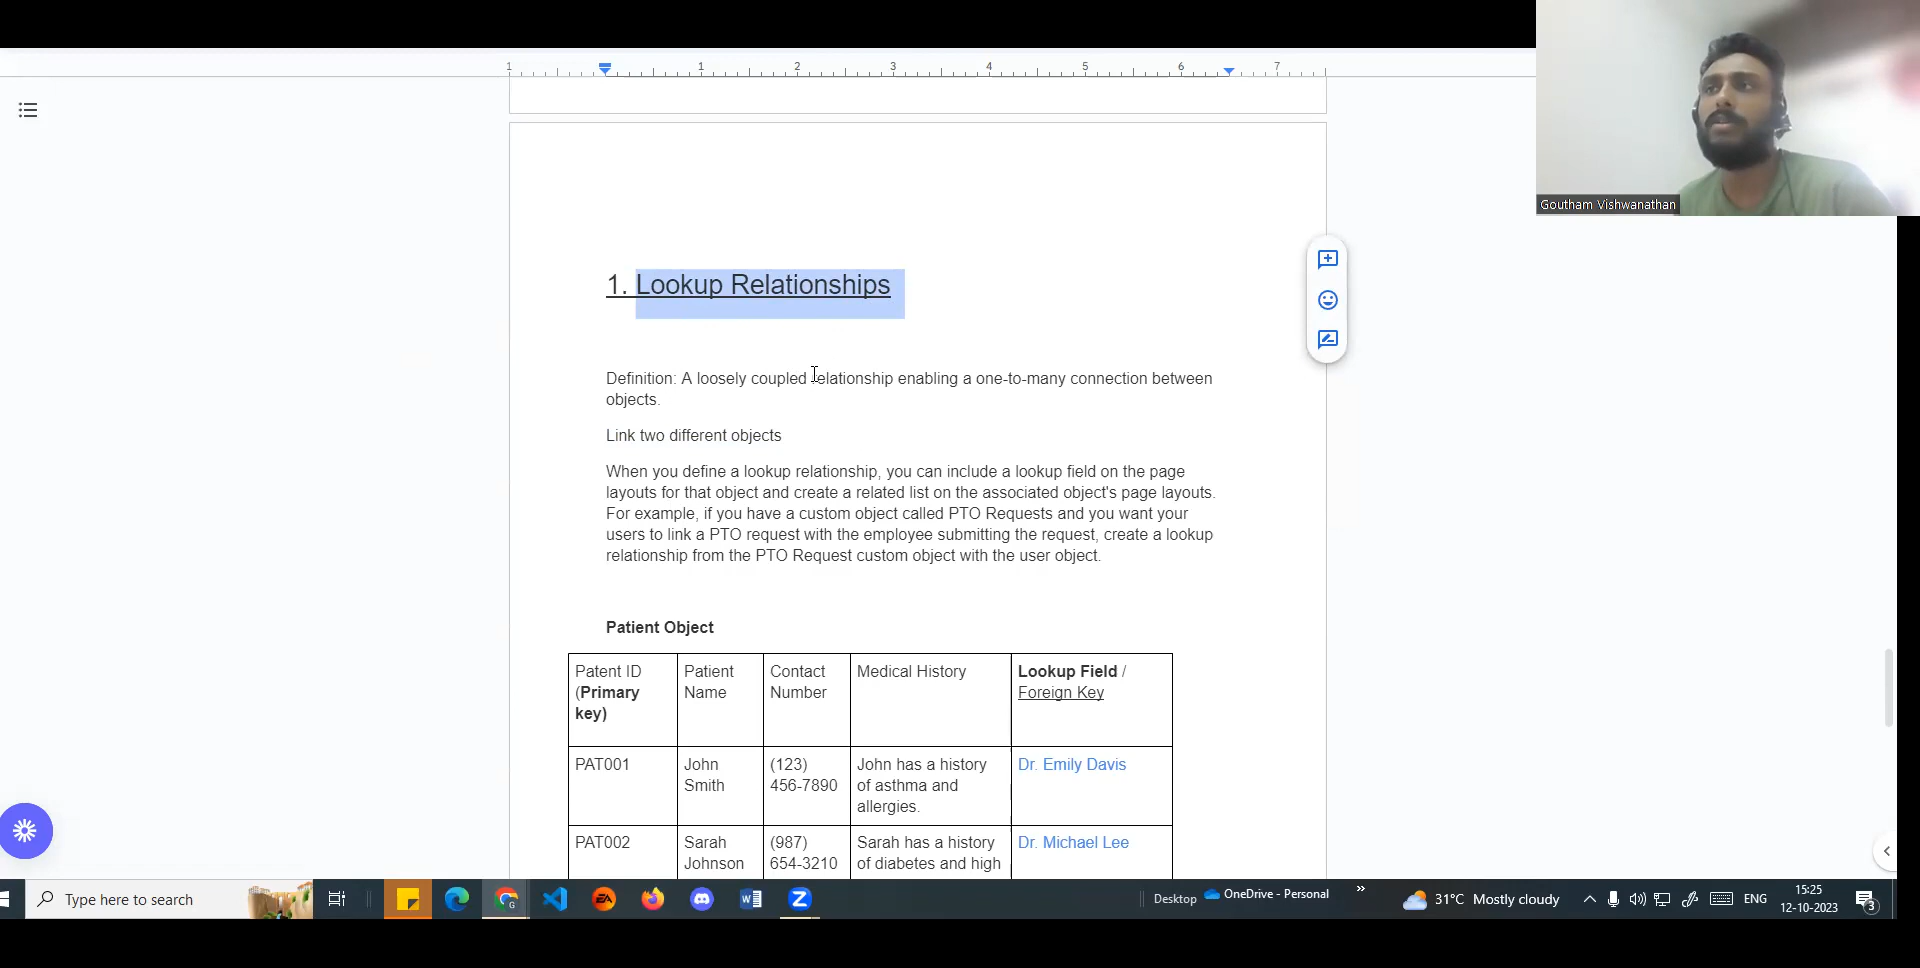 1 1 2 3 4 5 6 7
Goutham Vishwanathan
1. Lookup Relationships
Definition: A loosely coupled relationship enabling a one-to-many connection between
objects.
Link two different objects
When you define a lookup relationship, you can include a lookup field on the page
layouts for that object and create a related list on the associated object's page layouts.
For example, if you have a custom object called PTO Requests and you want your
users to link a PTO request with the employee submitting the request, create a lookup
relationship from the PTO Request custom object with the user object.
Patient Object
Patent ID
(Primary
key)
Patient
Name
Contact
Number
Medical History
Lookup Field /
Foreign Key
PAT001
John
Smith
(123)
456-7890
John has a history
of asthma and
allergies.
Dr. Emily Davis
PAT002
Sarah
Johnson
(987)
654-3210
Sarah has a history
of diabetes and high
Dr. Michael Lee
Type here to search
EA
W
Z
Desktop
OneDrive - Personal
»
31°C Mostly cloudy
ENG
15:25
12-10-2023
3